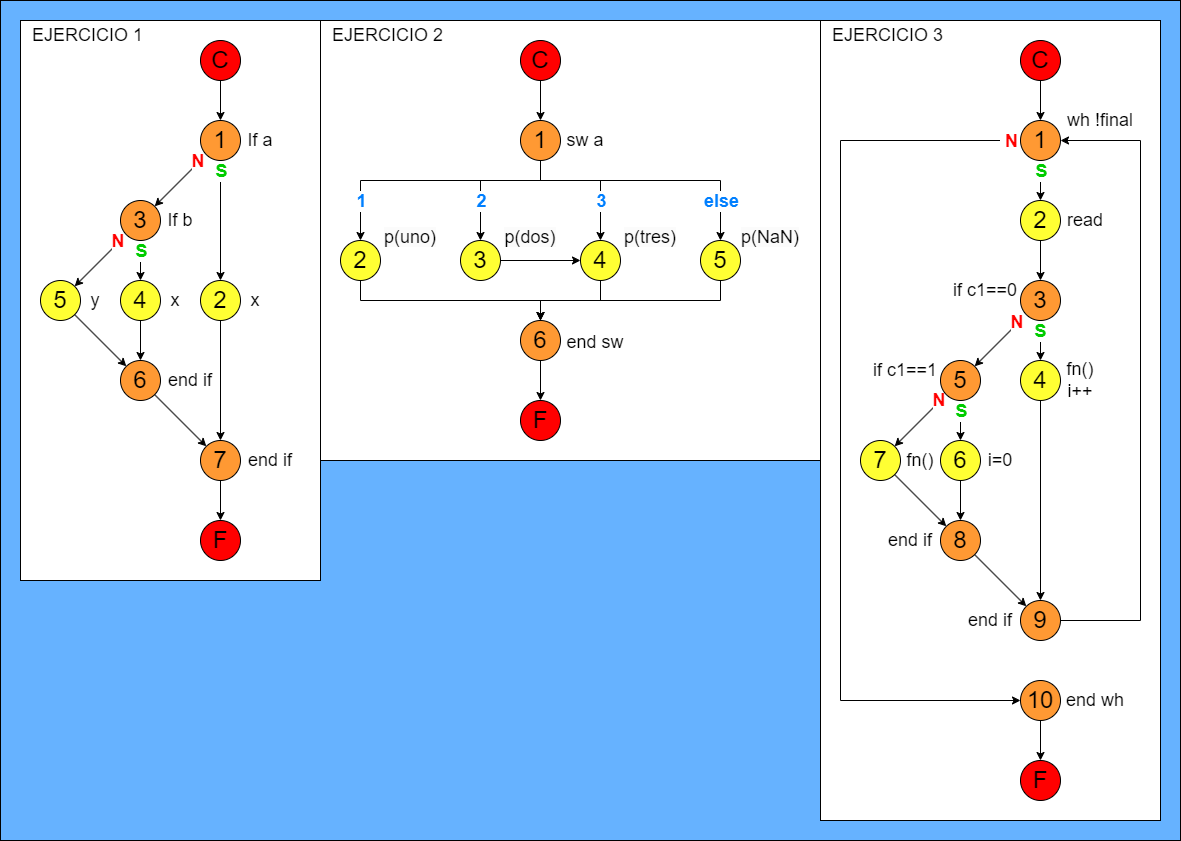 EJERCICIO 1
C
1
If a
N
S
3
If b
N
S
5
y
4
x
2
x
6
end if
7
end if
F
EJERCICIO 2
C
1
sw a
1
2
3
else
p(uno)
p(dos)
p(tres)
p(NaN)
2
3
4
5
6
end sw
F
EJERCICIO 3
C
wh !final
N
1
S
2
read
if c1==0
3
N
S
if c1==1
5
4
fn()
i++
N
S
7
fn()
6
i=0
end if
8
end if
9
10
end wh
F